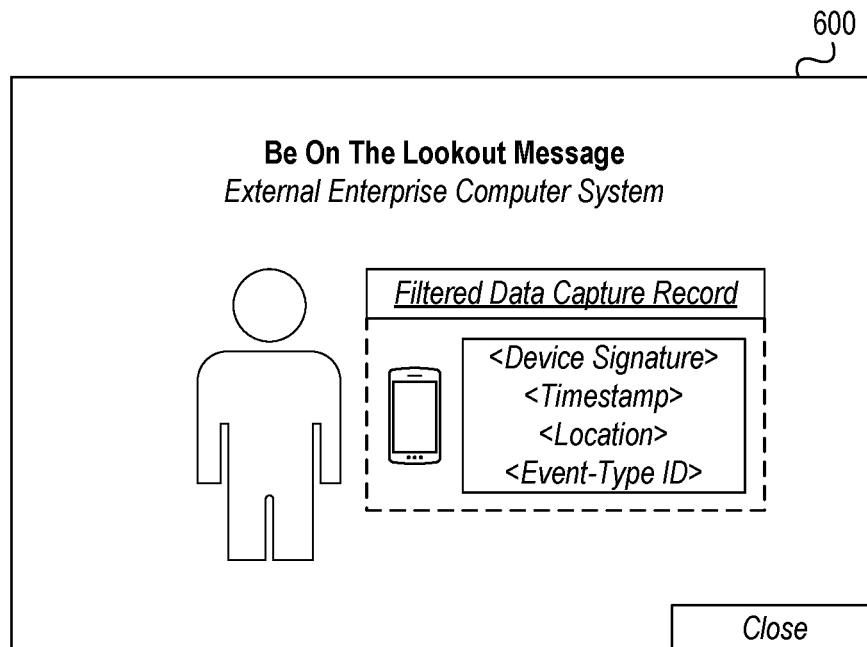 600
Be On The Lookout Message
External Enterprise Computer System
Filtered Data Capture Record
<Device Signature>
<Timestamp>
<Location>
<Event-Type ID>
Close